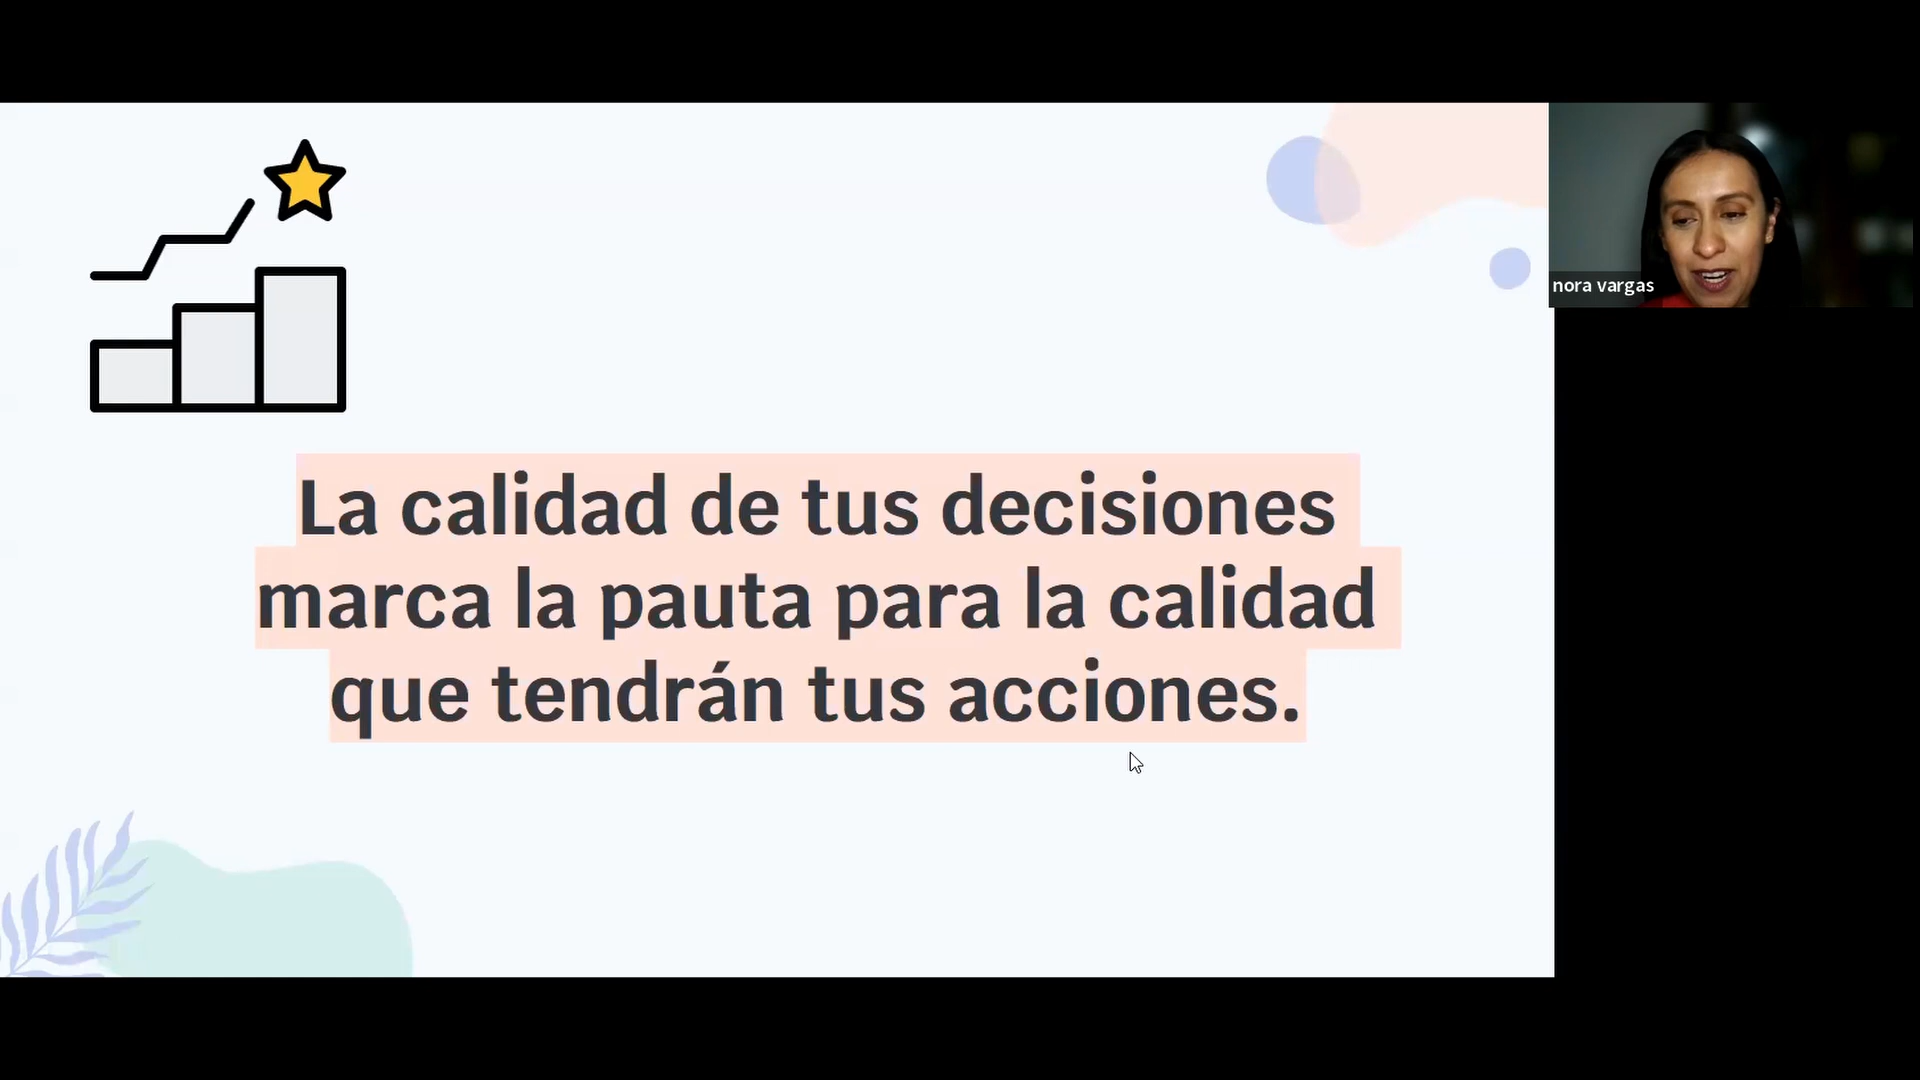 La calidad de tus decisiones
marca la pauta para la calidad
que tendrán tus acciones.
nora vargas